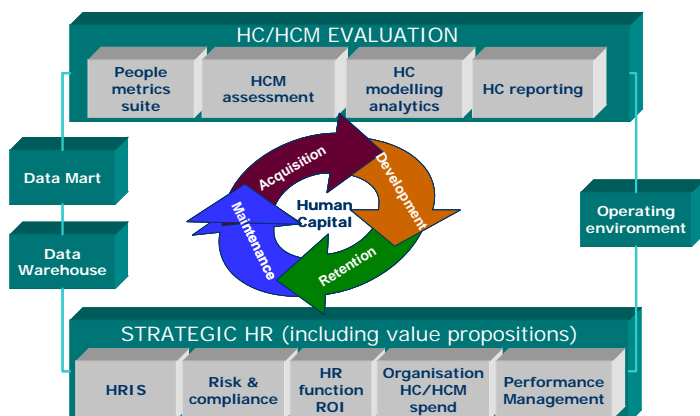 HC/HCM EVALUATION
People
metrics
suite
HCM
assessment
HC
modelling
analytics
HC reporting
Data Mart
Data
Warehouse
Acquisition
Development
Retention
Maintenance
Human
Capital
Operating
environment
STRATEGIC HR (including value propositions)
HRIS
Risk &
compliance
HR
function
ROI
Organisation
HC/HCM
spend
Performance
Management